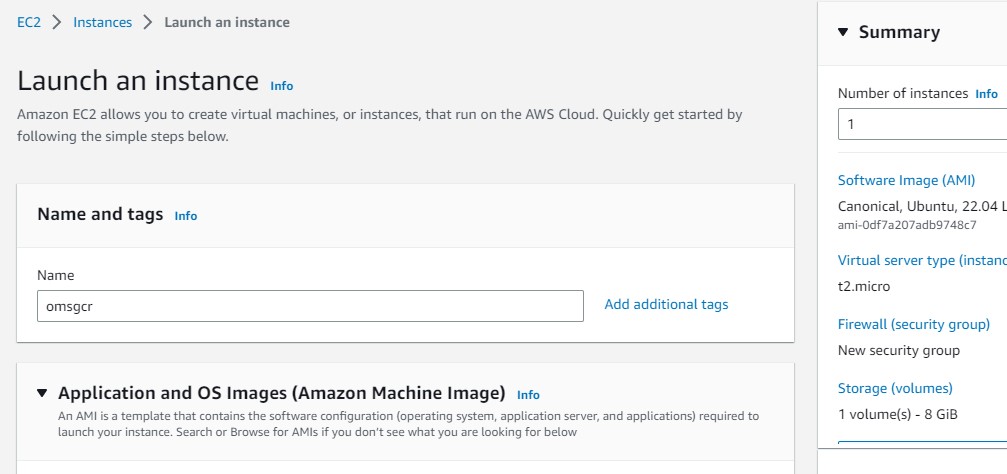 EC2 > Instances > Launch an instance
Launch an instance Info
Amazon EC2 allows you to create virtual machines, or instances, that run on the AWS Cloud. Quickly get started by
following the simple steps below.
Name and tags Info
Name
omsgcr
Add additional tags
Application and OS Images (Amazon Machine Image) Info
An AMI is a template that contains the software configuration (operating system, application server, and applications) required to
launch your instance. Search or Browse for AMIs if you don't see what you are looking for below
Summary
Number of instances Info
1
Software Image (AMI)
Canonical, Ubuntu, 22.04 L
ami-0df7a207adb9748c7
Virtual server type (instanc
t2.micro
Firewall (security group)
New security group
Storage (volumes)
1 volume(s) - 8 GiB